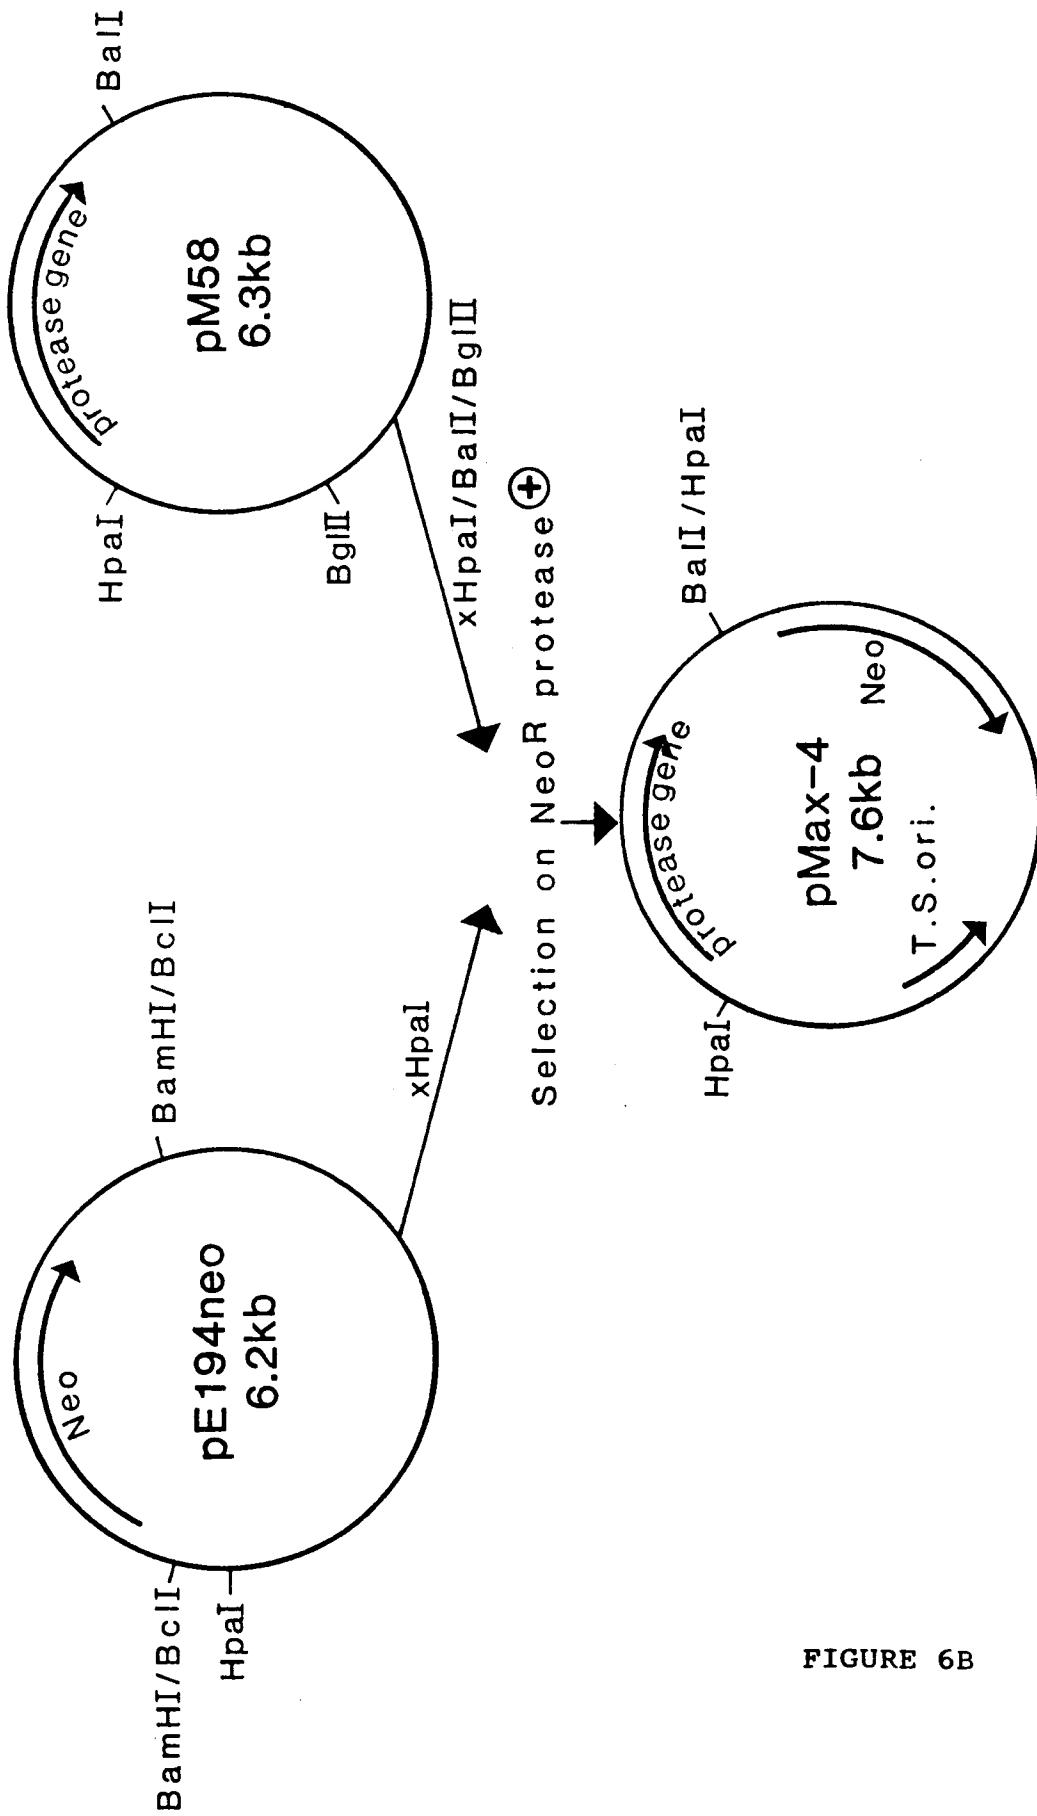 BamHI/BclI
HpaI
Neo
BamHI/BclI
pE194neo
6.2kb
xHpaI
HpaI
protease gene
BalI
pM58
6.3kb
BglII
xHpaI/BalI/BglII
Selection on NeoR protease+
HpaI
protease gene
BalI/HpaI
pMax-4
7.6kb
Neo
T.S.ori.
FIGURE 6B